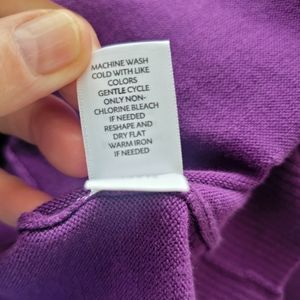 MACHINE WASH
COLD WITH LIKE
COLORS
GENTLE CYCLE
ONLY NON-
CHLORINE BLEACH
IF NEEDED
RESHAPE AND
DRY FLAT
WARM IRON
IF NEEDED